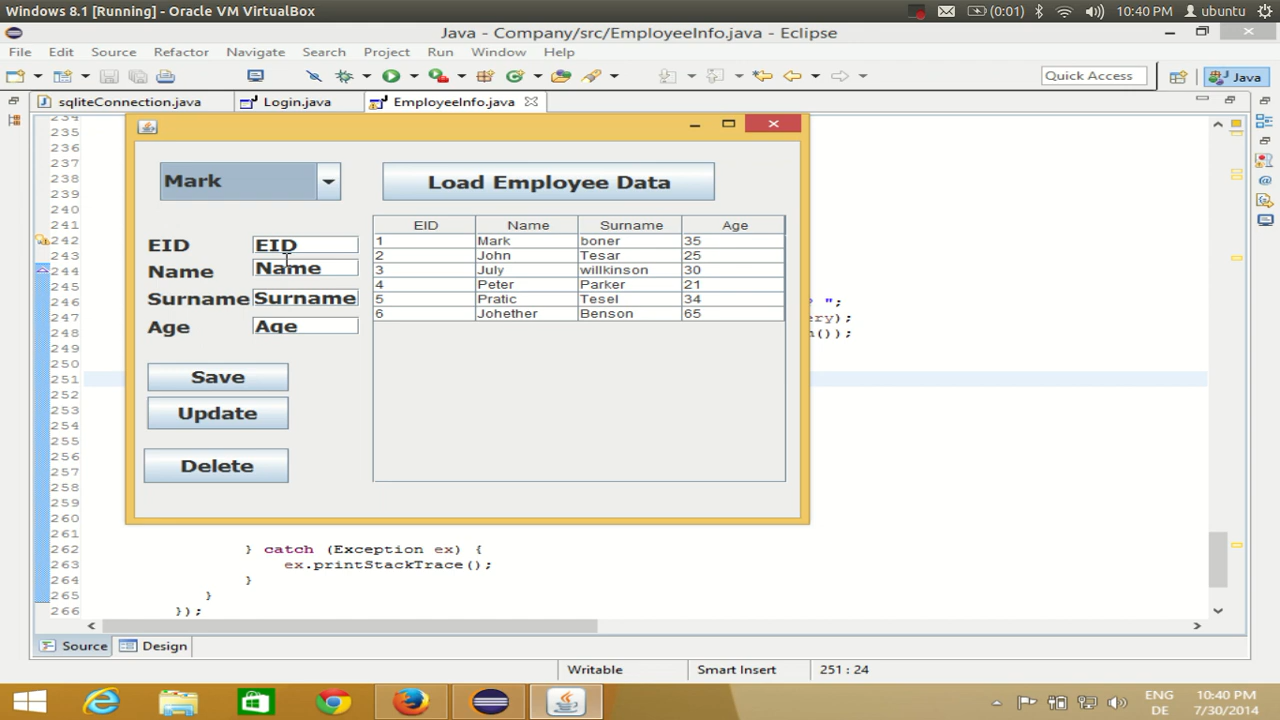 Windows 8.1 [Running] - Oracle VM VirtualBox
(0:01)
10:40 PM
ubuntu
Java - Company/src/EmployeeInfo.java - Eclipse
File Edit Source Refactor Navigate Search Project Run Window Help
Quick Access
Java
sqliteConnection.java
Login.java
EmployeeInfo.java
234
235
236
237
238
239
240
241
242
243
244
245
246
247
248
249
250
251
252
253
254
255
256
257
258
259
260
261
262
263
264
265
266
Mark
Load Employee Data
EID EID
Name Name
Surname Surname
Age Age
Save
Update
Delete
EID Name Surname Age
1 Mark boner 35
2 John Tesar 25
3 July willkinson 30
4 Peter Parker 21
5 Pratic Tesel 34
6 Johether Benson 65
? ";
ry);
n());
} catch (Exception ex) {
ex.printStackTrace();
}
}
});
Source
Design
Writable
Smart Insert
251 : 24
ENG
DE
10:40 PM
7/30/2014